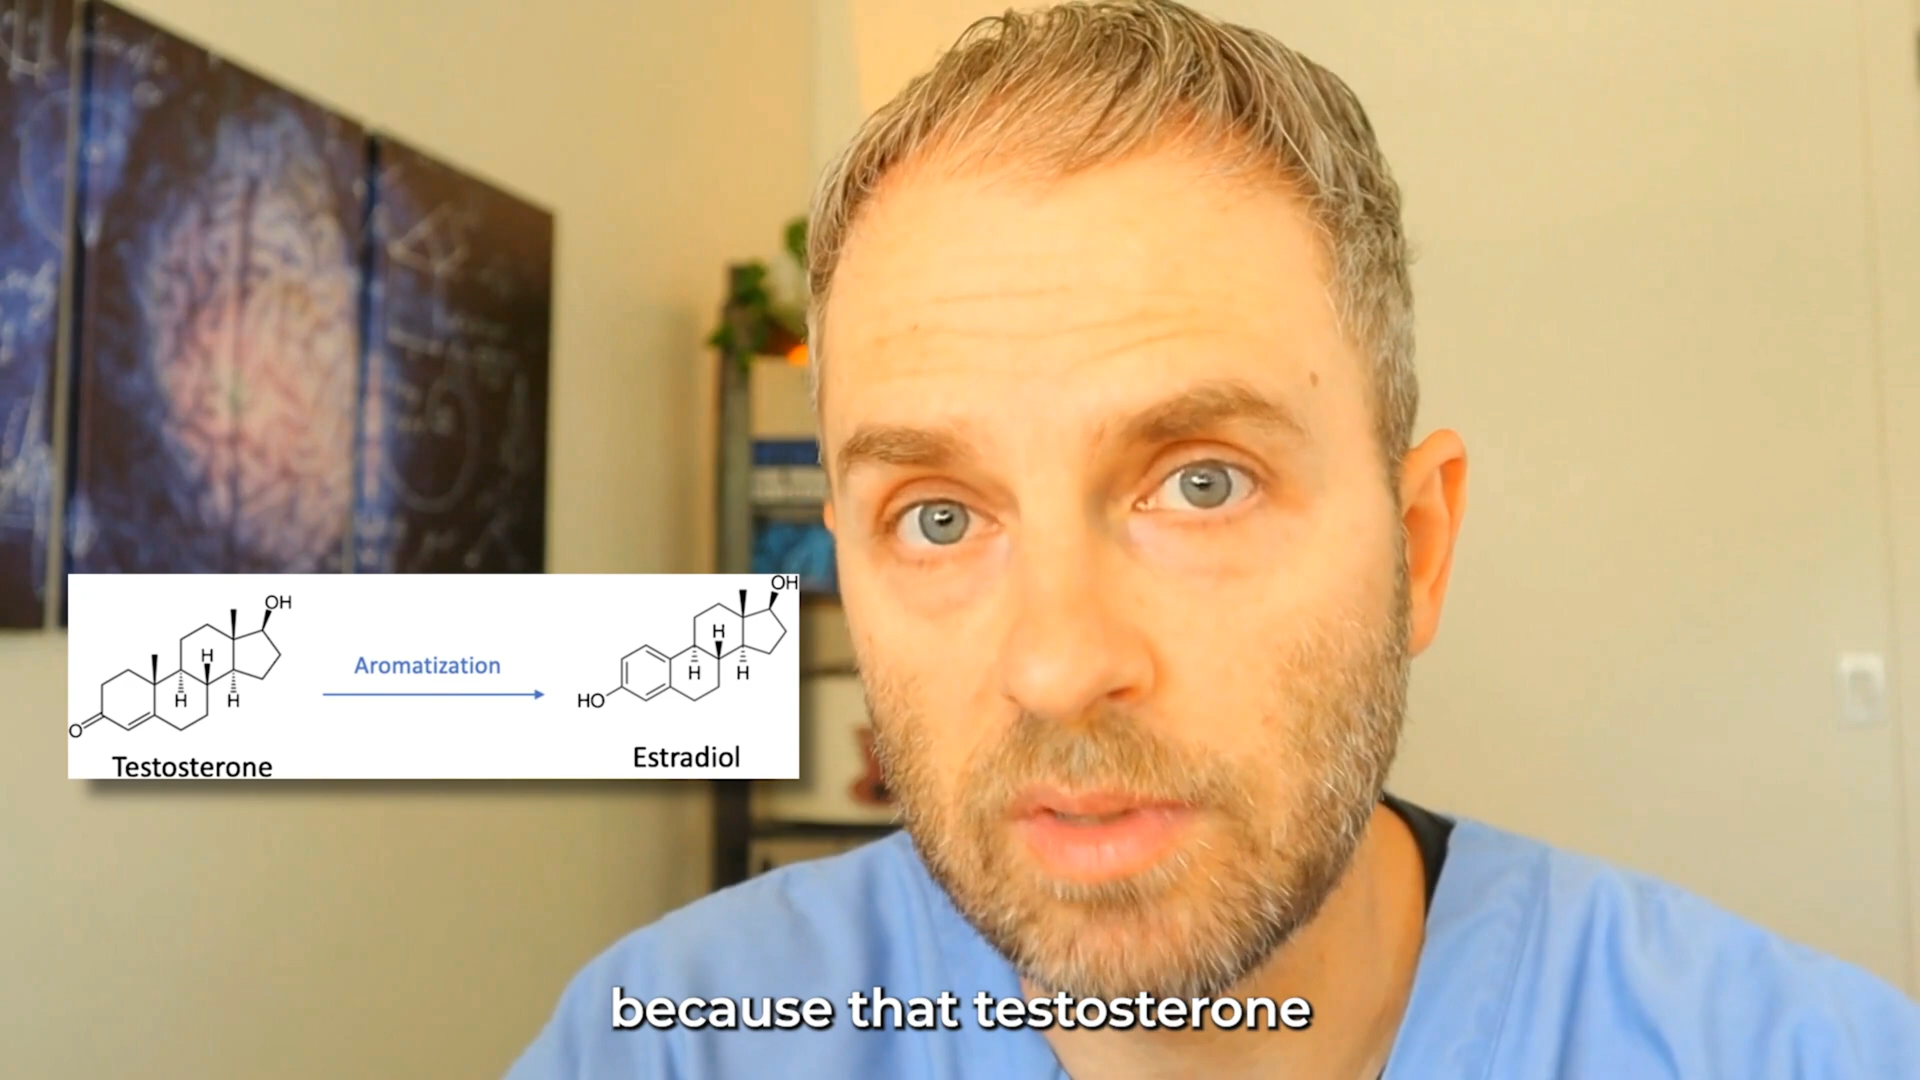 OH
H
H
H
O
Testosterone
Aromatization
OH
H
H
H
HO
Estradiol
because that testosterone